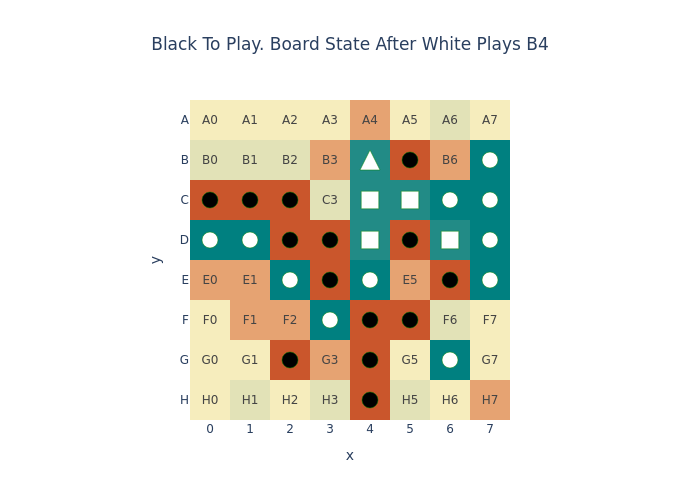 Black To Play. Board State After White Plays B4
A A0 A1 A2 A3 A4 A5 A6 A7
B B0 B1 B2 B3 B6
C C3
D
E E0 E1 E5
F F0 F1 F2 F6 F7
G G0 G1 G3 G5 G7
H H0 H1 H2 H3 H5 H6 H7
0 1 2 3 4 5 6 7
x
y